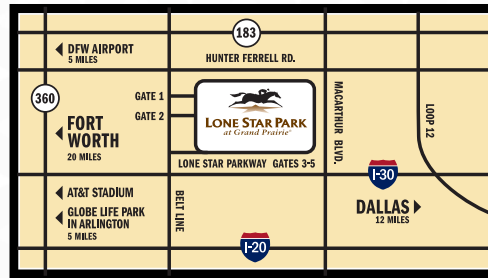 183
DFW AIRPORT
5 MILES
HUNTER FERRELL RD.
360
GATE 1
GATE 2
FORT
WORTH
20 MILES
LONE STAR PARK
at Grand Prairie
LONE STAR PARKWAY GATES 3-5
MACARTHUR BLVD.
LOOP 12
I-30
AT&T STADIUM
GLOBE LIFE PARK
IN ARLINGTON
5 MILES
BELT LINE
DALLAS
12 MILES
I-20